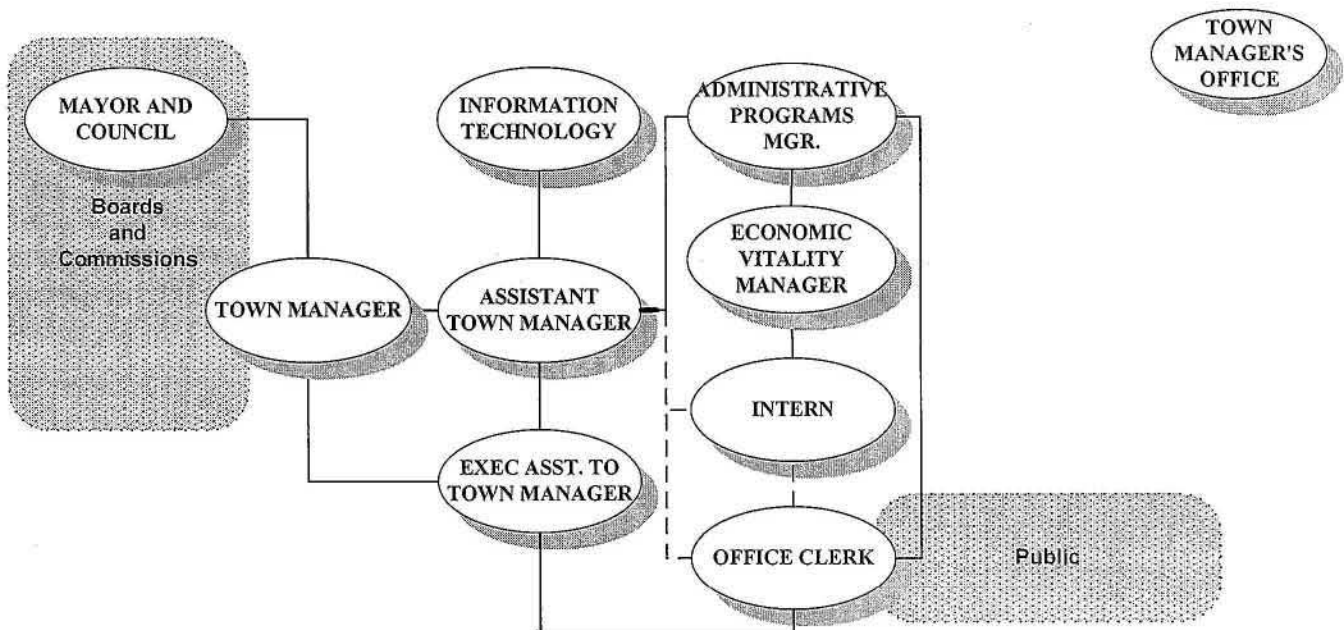 TOWN
MANAGER'S
OFFICE
MAYOR AND
COUNCIL
Boards
and
Commissions
INFORMATION
TECHNOLOGY
ADMINISTRATIVE
PROGRAMS
MGR.
ECONOMIC
VITALITY
MANAGER
TOWN MANAGER
ASSISTANT
TOWN MANAGER
INTERN
EXEC ASST. TO
TOWN MANAGER
OFFICE CLERK
Public